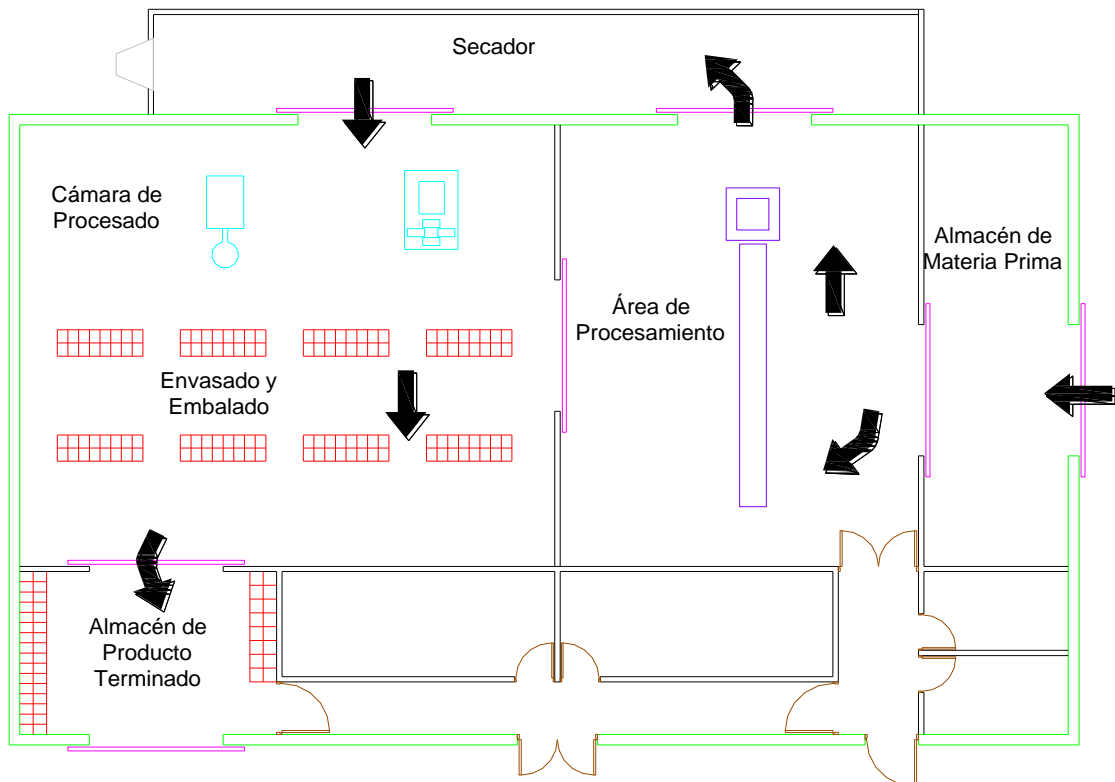 Secador
Cámara de
Procesado
Almacén de
Materia Prima
Área de
Procesamiento
Envasado y
Embalado
Almacén de
Producto
Terminado